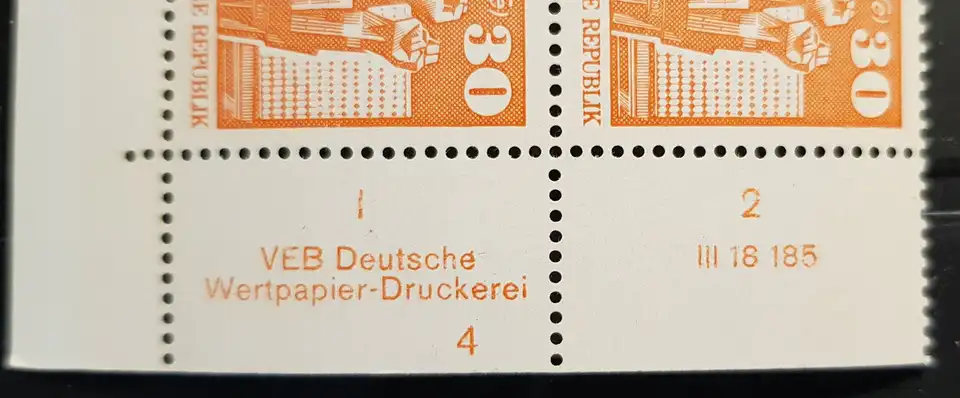 E REPUBLIK
30
E REPUBLIK
30
1
VEB Deutsche
Wertpapier-Druckerei
4
2
III 18 185